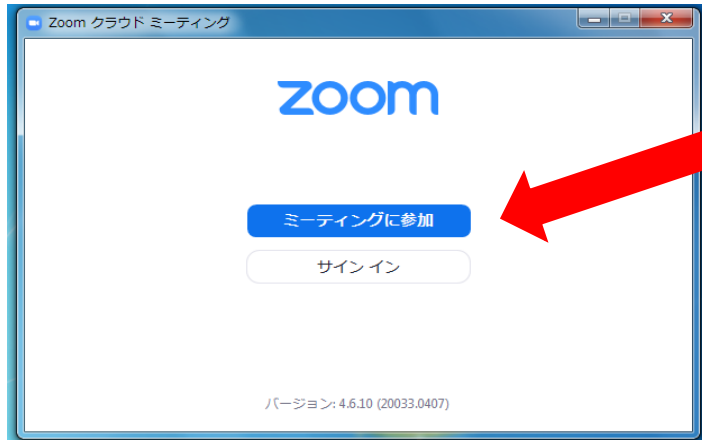 Zoom クラウド ミーティング
zoom
ミーティングに参加
サイン イン
バージョン: 4.6.10 (20033.0407)